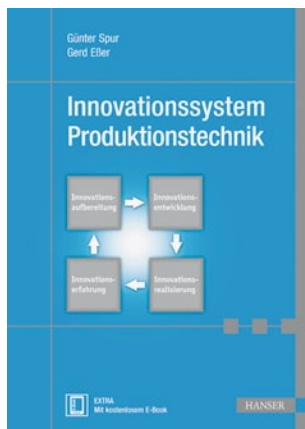 Günter Spur
Gerd Eßer
Innovationssystem
Produktionstechnik
Innovations-
aufbereitung
Innovations-
entwicklung
Innovations-
erfahrung
Innovations-
realisierung
EXTRA
Mit kostenlosem E-Book
HANSER